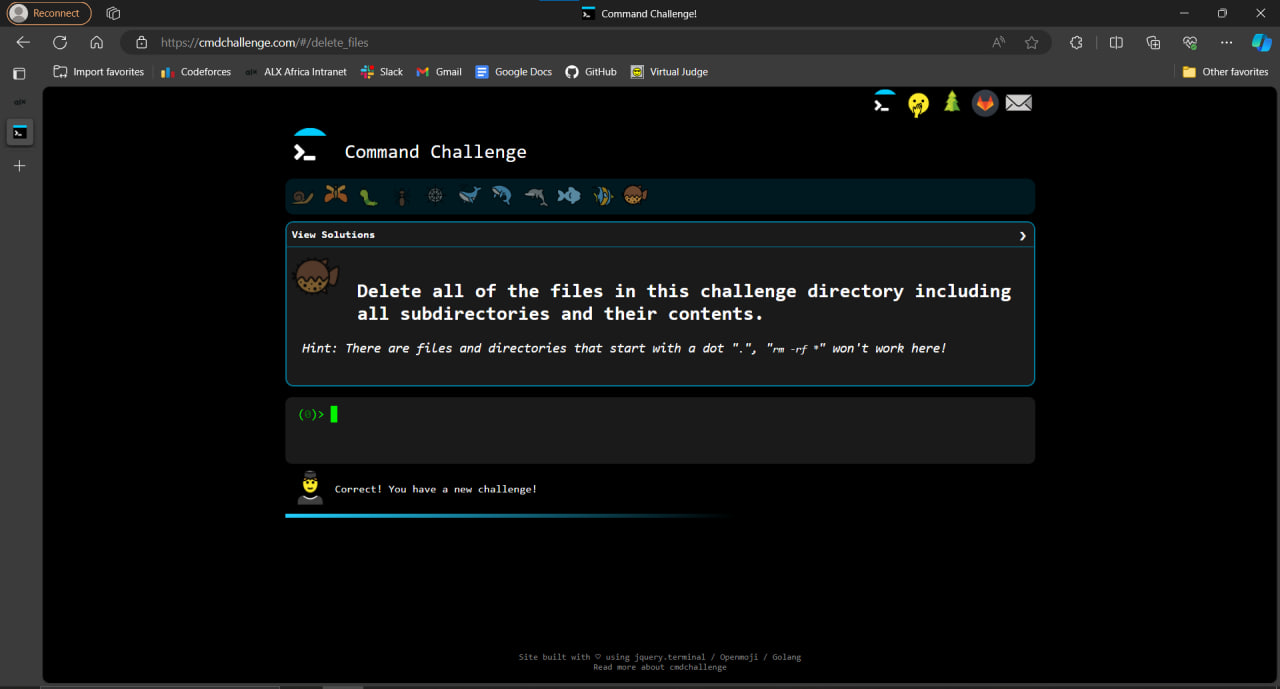 Reconnect
Command Challenge!
https://cmdchallenge.com/#/delete_files
Import favorites
Codeforces
ALX Africa Intranet
Slack
Gmail
Google Docs
GitHub
Virtual Judge
Other favorites
Command Challenge
View Solutions
Delete all of the files in this challenge directory including
all subdirectories and their contents.
Hint: There are files and directories that start with a dot ".", "rm -rf *" won't work here!
(0)>
Correct! You have a new challenge!
Site built with ♡ using jquery.terminal / Openmoji / Golang
Read more about cmdchallenge